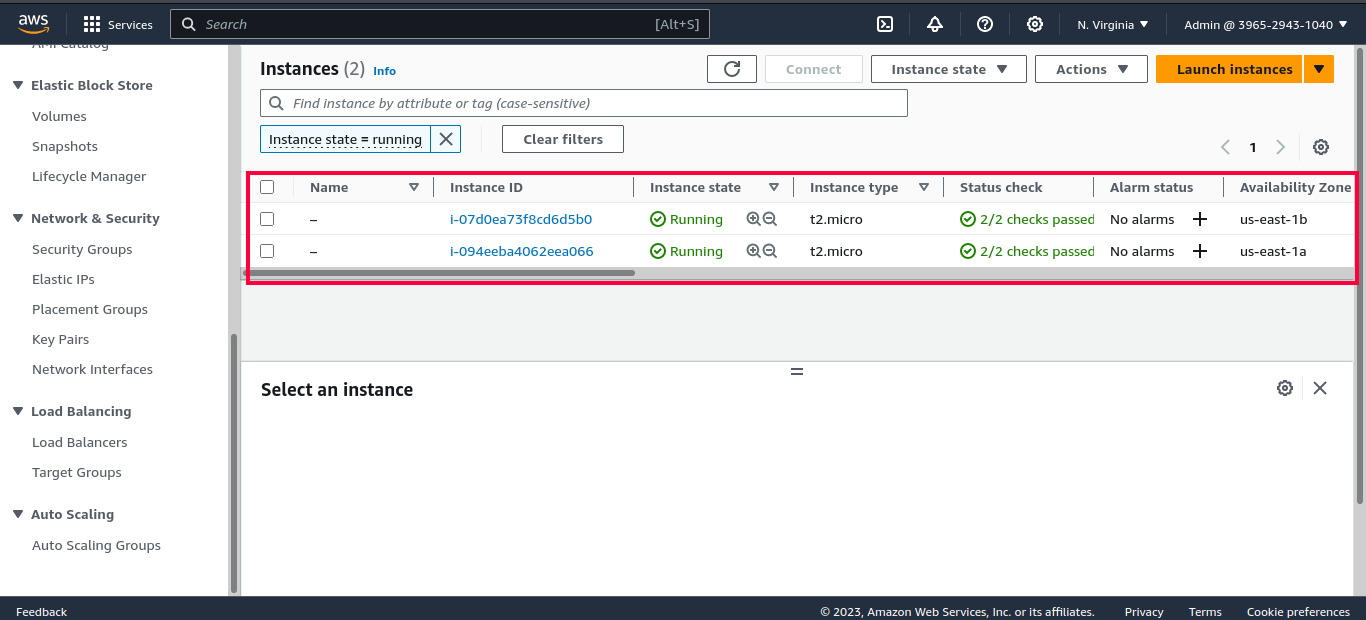 aws Services Search [Alt+S] N. Virginia Admin @ 3965-2943-1040
AMI Catalog
Elastic Block Store
Volumes
Snapshots
Lifecycle Manager
Network & Security
Security Groups
Elastic IPs
Placement Groups
Key Pairs
Network Interfaces
Load Balancing
Load Balancers
Target Groups
Auto Scaling
Auto Scaling Groups
Instances (2) Info Connect Instance state Actions Launch instances
Find instance by attribute or tag (case-sensitive)
Instance state = running Clear filters
1
Name Instance ID Instance state Instance type Status check Alarm status Availability Zone
– i-07d0ea73f8cd6d5b0 Running t2.micro 2/2 checks passed No alarms us-east-1b
– i-094eeba4062eea066 Running t2.micro 2/2 checks passed No alarms us-east-1a
Select an instance
Feedback © 2023, Amazon Web Services, Inc. or its affiliates. Privacy Terms Cookie preferences